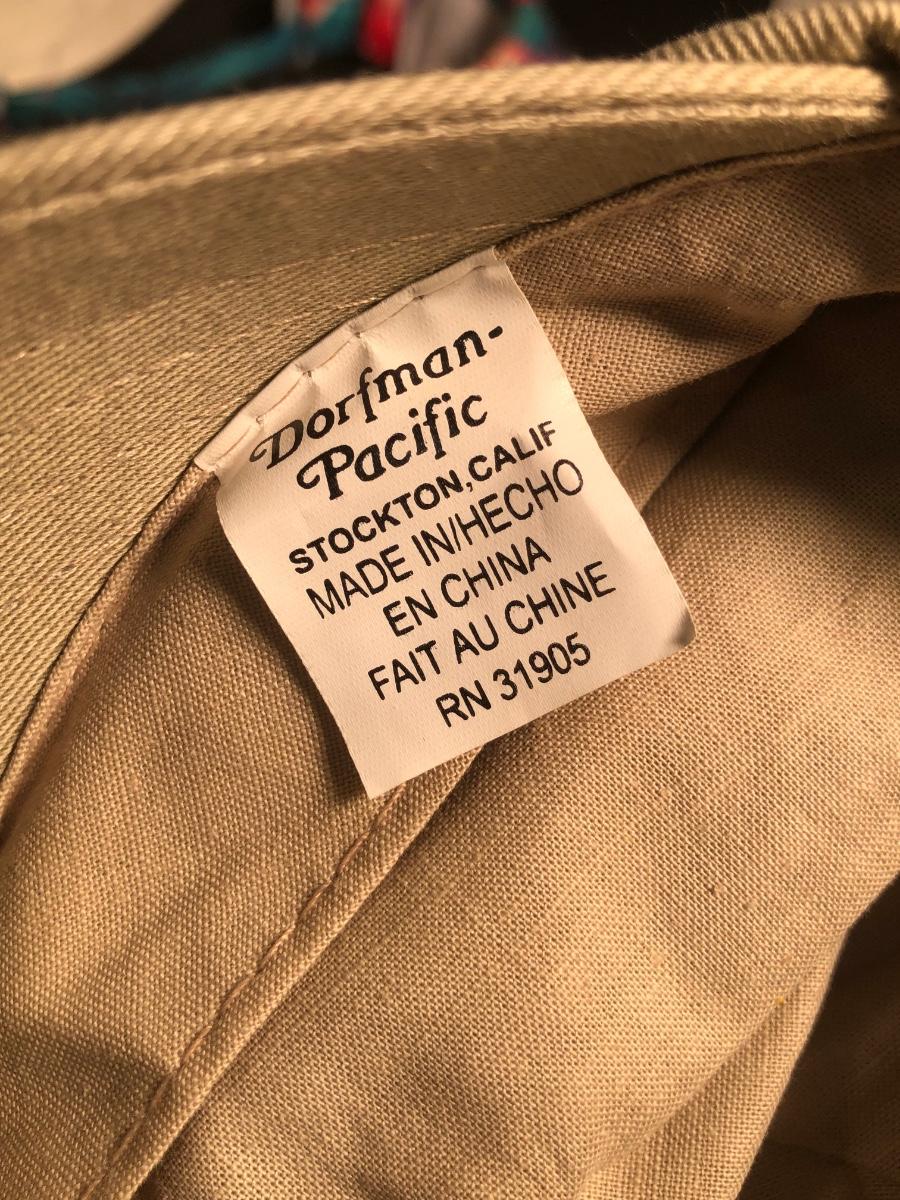 Dorfman-
Pacific
STOCKTON,CALIF
MADE IN/HECHO
EN CHINA
FAIT AU CHINE
RN 31905